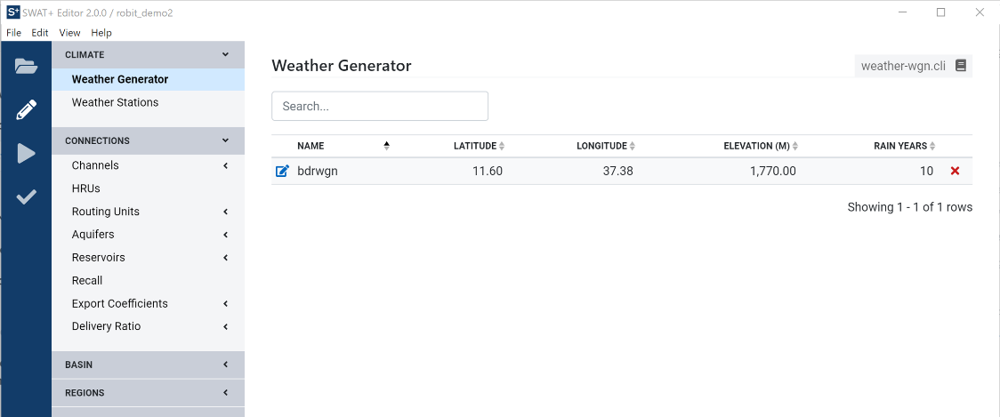 S+ SWAT+ Editor 2.0.0 / robit_demo2
File Edit View Help
CLIMATE
Weather Generator
Weather Stations
CONNECTIONS
Channels
HRUs
Routing Units
Aquifers
Reservoirs
Recall
Export Coefficients
Delivery Ratio
BASIN
REGIONS
Weather Generator
weather-wgn.cli
Search...
NAME LATITUDE LONGITUDE ELEVATION (M) RAIN YEARS
bdrwgn 11.60 37.38 1,770.00 10
Showing 1 - 1 of 1 rows